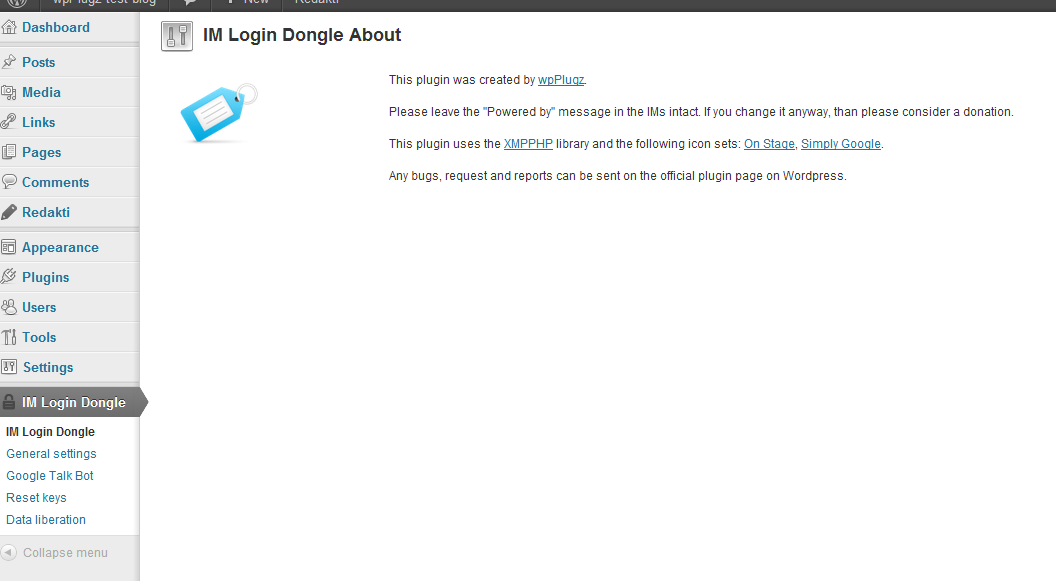 wpPlugz test blog New Redakti
Dashboard
Posts
Media
Links
Pages
Comments
Redakti
Appearance
Plugins
Users
Tools
Settings
IM Login Dongle
IM Login Dongle
General settings
Google Talk Bot
Reset keys
Data liberation
Collapse menu
IM Login Dongle About
This plugin was created by wpPlugz.
Please leave the "Powered by" message in the IMs intact. If you change it anyway, than please consider a donation.
This plugin uses the XMPPHP library and the following icon sets: On Stage, Simply Google.
Any bugs, request and reports can be sent on the official plugin page on Wordpress.